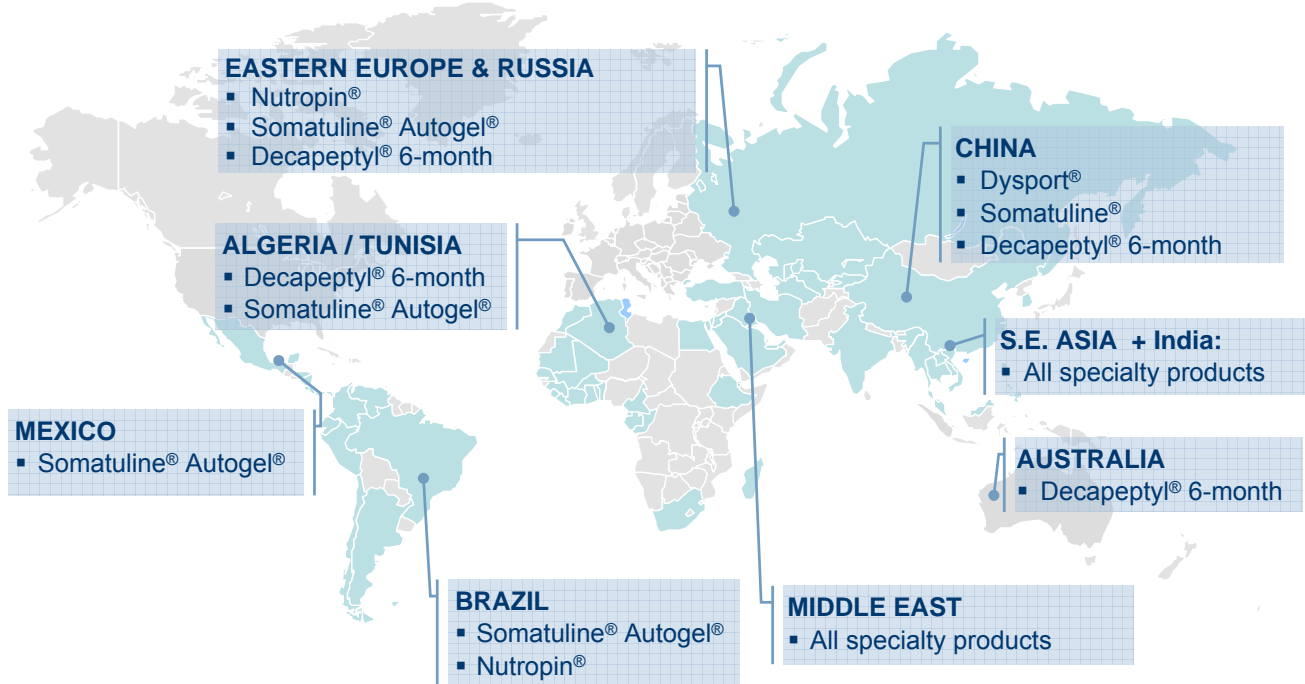 EASTERN EUROPE & RUSSIA
▪ Nutropin®
▪ Somatuline® Autogel®
▪ Decapeptyl® 6-month
CHINA
▪ Dysport®
▪ Somatuline®
▪ Decapeptyl® 6-month
ALGERIA / TUNISIA
▪ Decapeptyl® 6-month
▪ Somatuline® Autogel®
S.E. ASIA + India:
▪ All specialty products
MEXICO
▪ Somatuline® Autogel®
AUSTRALIA
▪ Decapeptyl® 6-month
BRAZIL
▪ Somatuline® Autogel®
▪ Nutropin®
MIDDLE EAST
▪ All specialty products